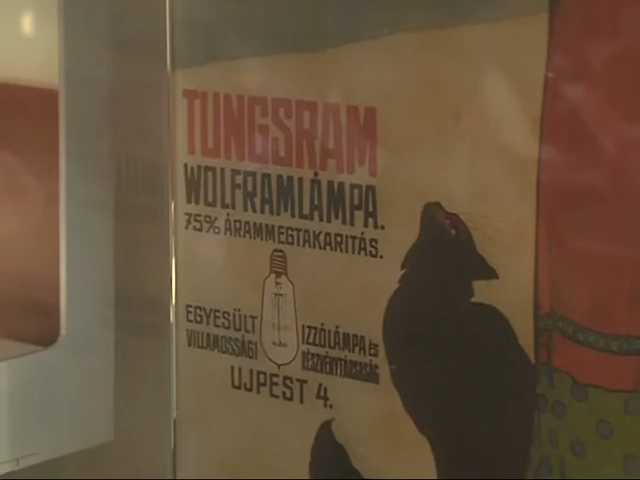 TUNGSRAM
WOLFRAMLÁMPA.
75% ÁRAMMEGTAKARITÁS.
EGYESÜLT IZZÓLÁMPA ÉS
VILLAMOSSÁGI RÉSZVÉNYTÁRSASÁG
UJPEST 4.